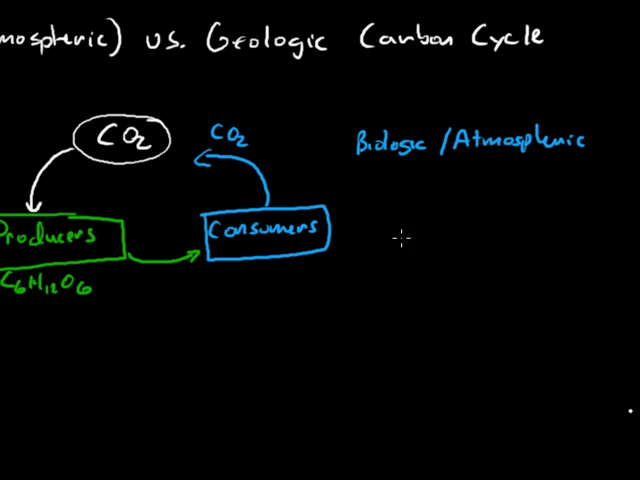 mospheric) vs. Geologic Carbon Cycle
CO2 CO2 Biologic / Atmospheric
Producers Consumers
C6H12O6